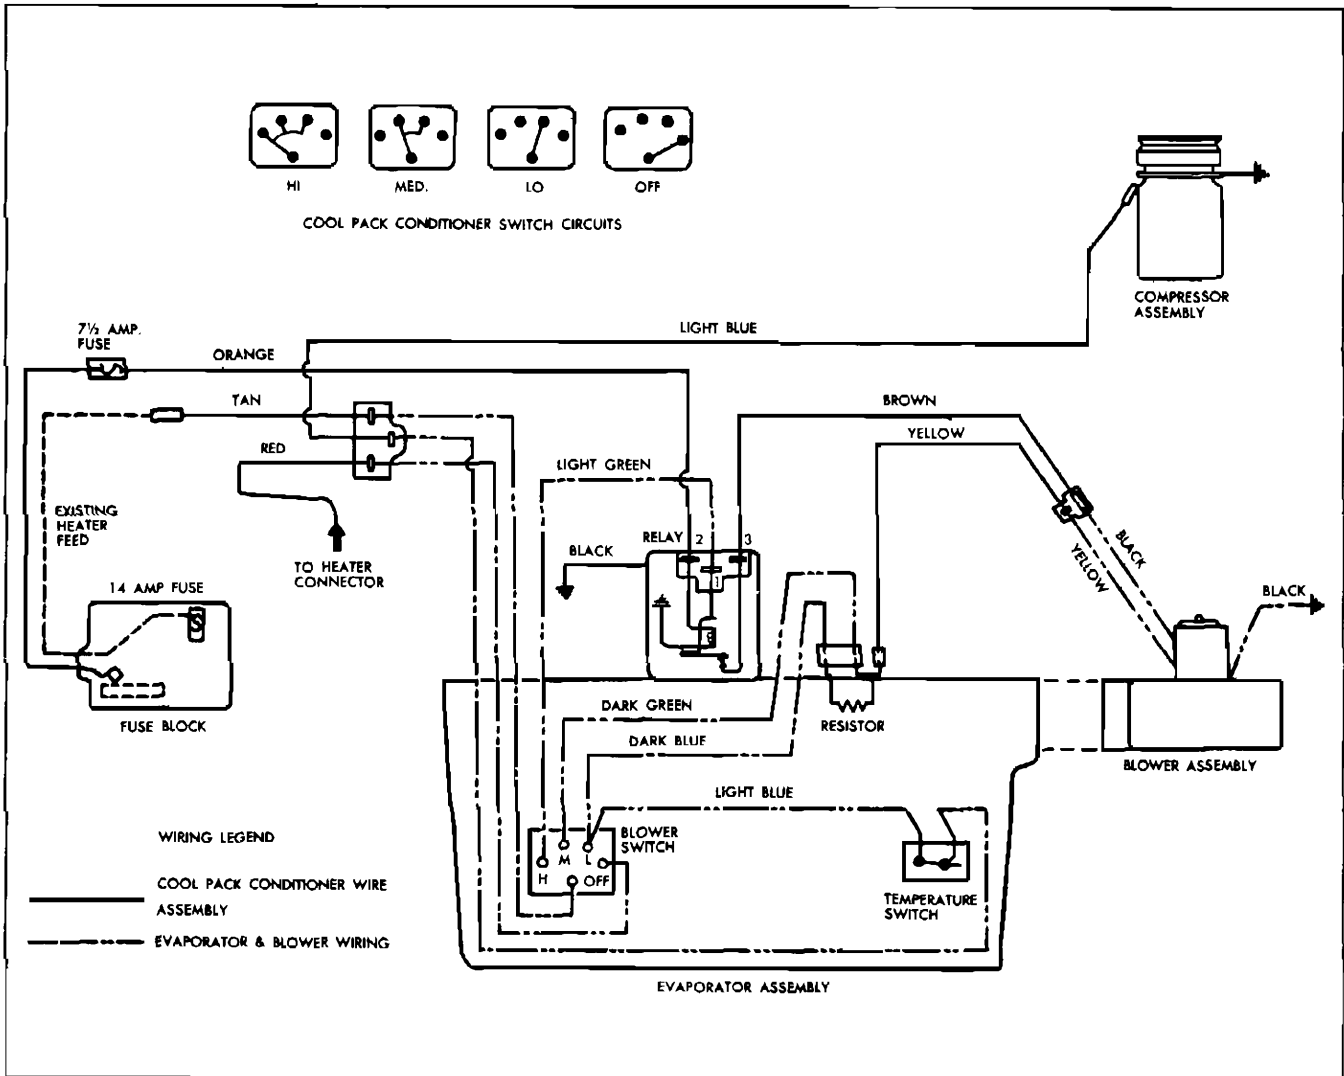 HI
MED.
LO
OFF
COOL PACK CONDITIONER SWITCH CIRCUITS
COMPRESSOR
ASSEMBLY
7½ AMP.
FUSE
ORANGE
LIGHT BLUE
TAN
BROWN
RED
YELLOW
LIGHT GREEN
EXISTING
HEATER
FEED
RELAY
2
3
1
BLACK
BLACK
YELLOW
TO HEATER
CONNECTOR
14 AMP FUSE
BLACK
DARK GREEN
RESISTOR
FUSE BLOCK
DARK BLUE
BLOWER ASSEMBLY
LIGHT BLUE
BLOWER
SWITCH
M
L
H
OFF
WIRING LEGEND
COOL PACK CONDITIONER WIRE
ASSEMBLY
EVAPORATOR & BLOWER WIRING
TEMPERATURE
SWITCH
EVAPORATOR ASSEMBLY